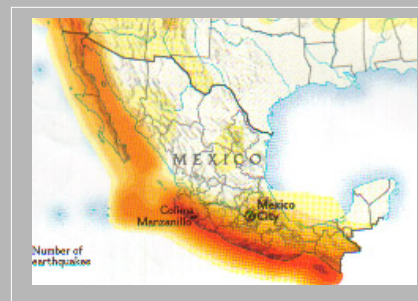 MEXICO
Colima
Manzanillo
Mexico
City
Number of
earthquakes